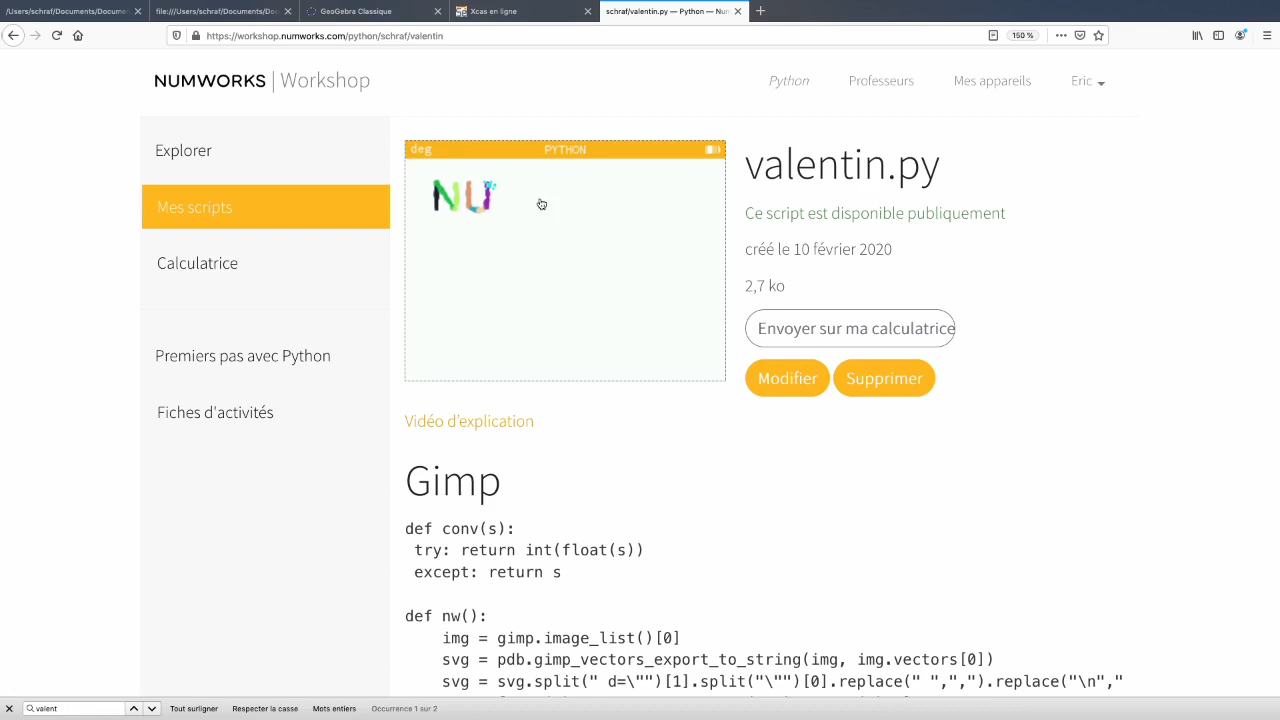 /Users/schraf/Documents/Documen
file:///Users/schraf/Documents/Doc
GeoGebra Classique
Xcas en ligne
schraf/valentin.py — Python — Nun
https://workshop.numworks.com/python/schraf/valentin
150 %
NUMWORKS | Workshop
Python
Professeurs
Mes appareils
Eric
Explorer
Mes scripts
Calculatrice
Premiers pas avec Python
Fiches d'activités
deg
PYTHON
NU
valentin.py
Ce script est disponible publiquement
créé le 10 février 2020
2,7 ko
Envoyer sur ma calculatrice
Modifier
Supprimer
Vidéo d'explication
Gimp
def conv(s):
try: return int(float(s))
except: return s
def nw():
img = gimp.image_list()[0]
svg = pdb.gimp_vectors_export_to_string(img, img.vectors[0])
svg = svg.split(" d=\"")[1].split("\"")[0].replace(" ",",").replace("\n","
valent
Tout surligner
Respecter la casse
Mots entiers
Occurrence 1 sur 2